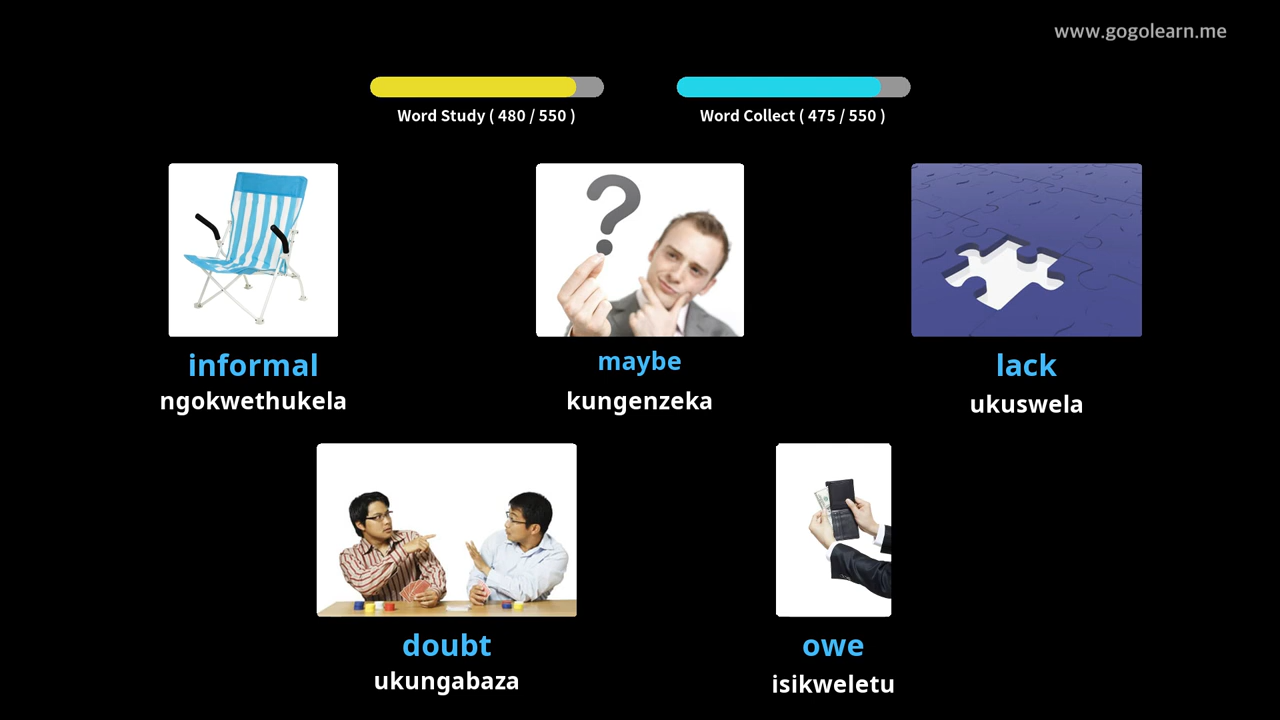 www.gogolearn.me
Word Study ( 480 / 550 )
Word Collect ( 475 / 550 )
informal
ngokwethukela
maybe
kungenzeka
lack
ukuswela
doubt
ukungabaza
owe
isikweletu